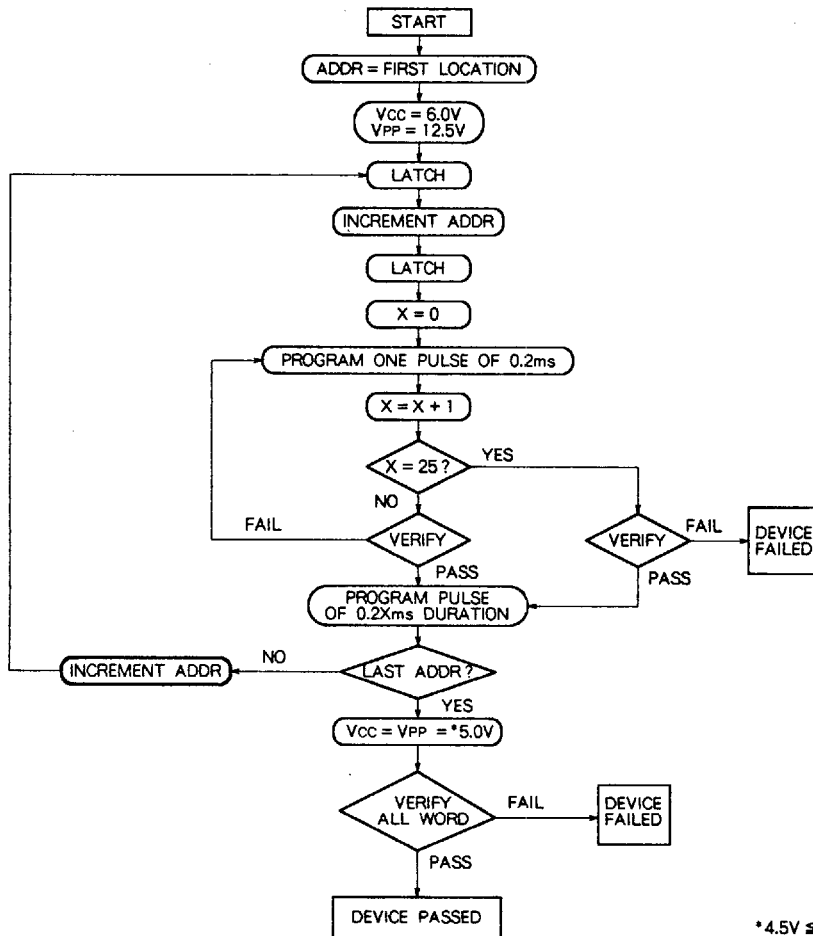 START
ADDR = FIRST LOCATION
VCC = 6.0V
VPP = 12.5V
LATCH
INCREMENT ADDR
LATCH
X = 0
PROGRAM ONE PULSE OF 0.2ms
X = X + 1
X = 25?
YES
NO
FAIL
VERIFY
PASS
VERIFY
FAIL
DEVICE
FAILED
PASS
PROGRAM PULSE
OF 0.2Xms DURATION
INCREMENT ADDR
NO
LAST ADDR?
YES
VCC = VPP = *5.0V
VERIFY
ALL WORD
FAIL
DEVICE
FAILED
PASS
DEVICE PASSED
*4.5V ≦